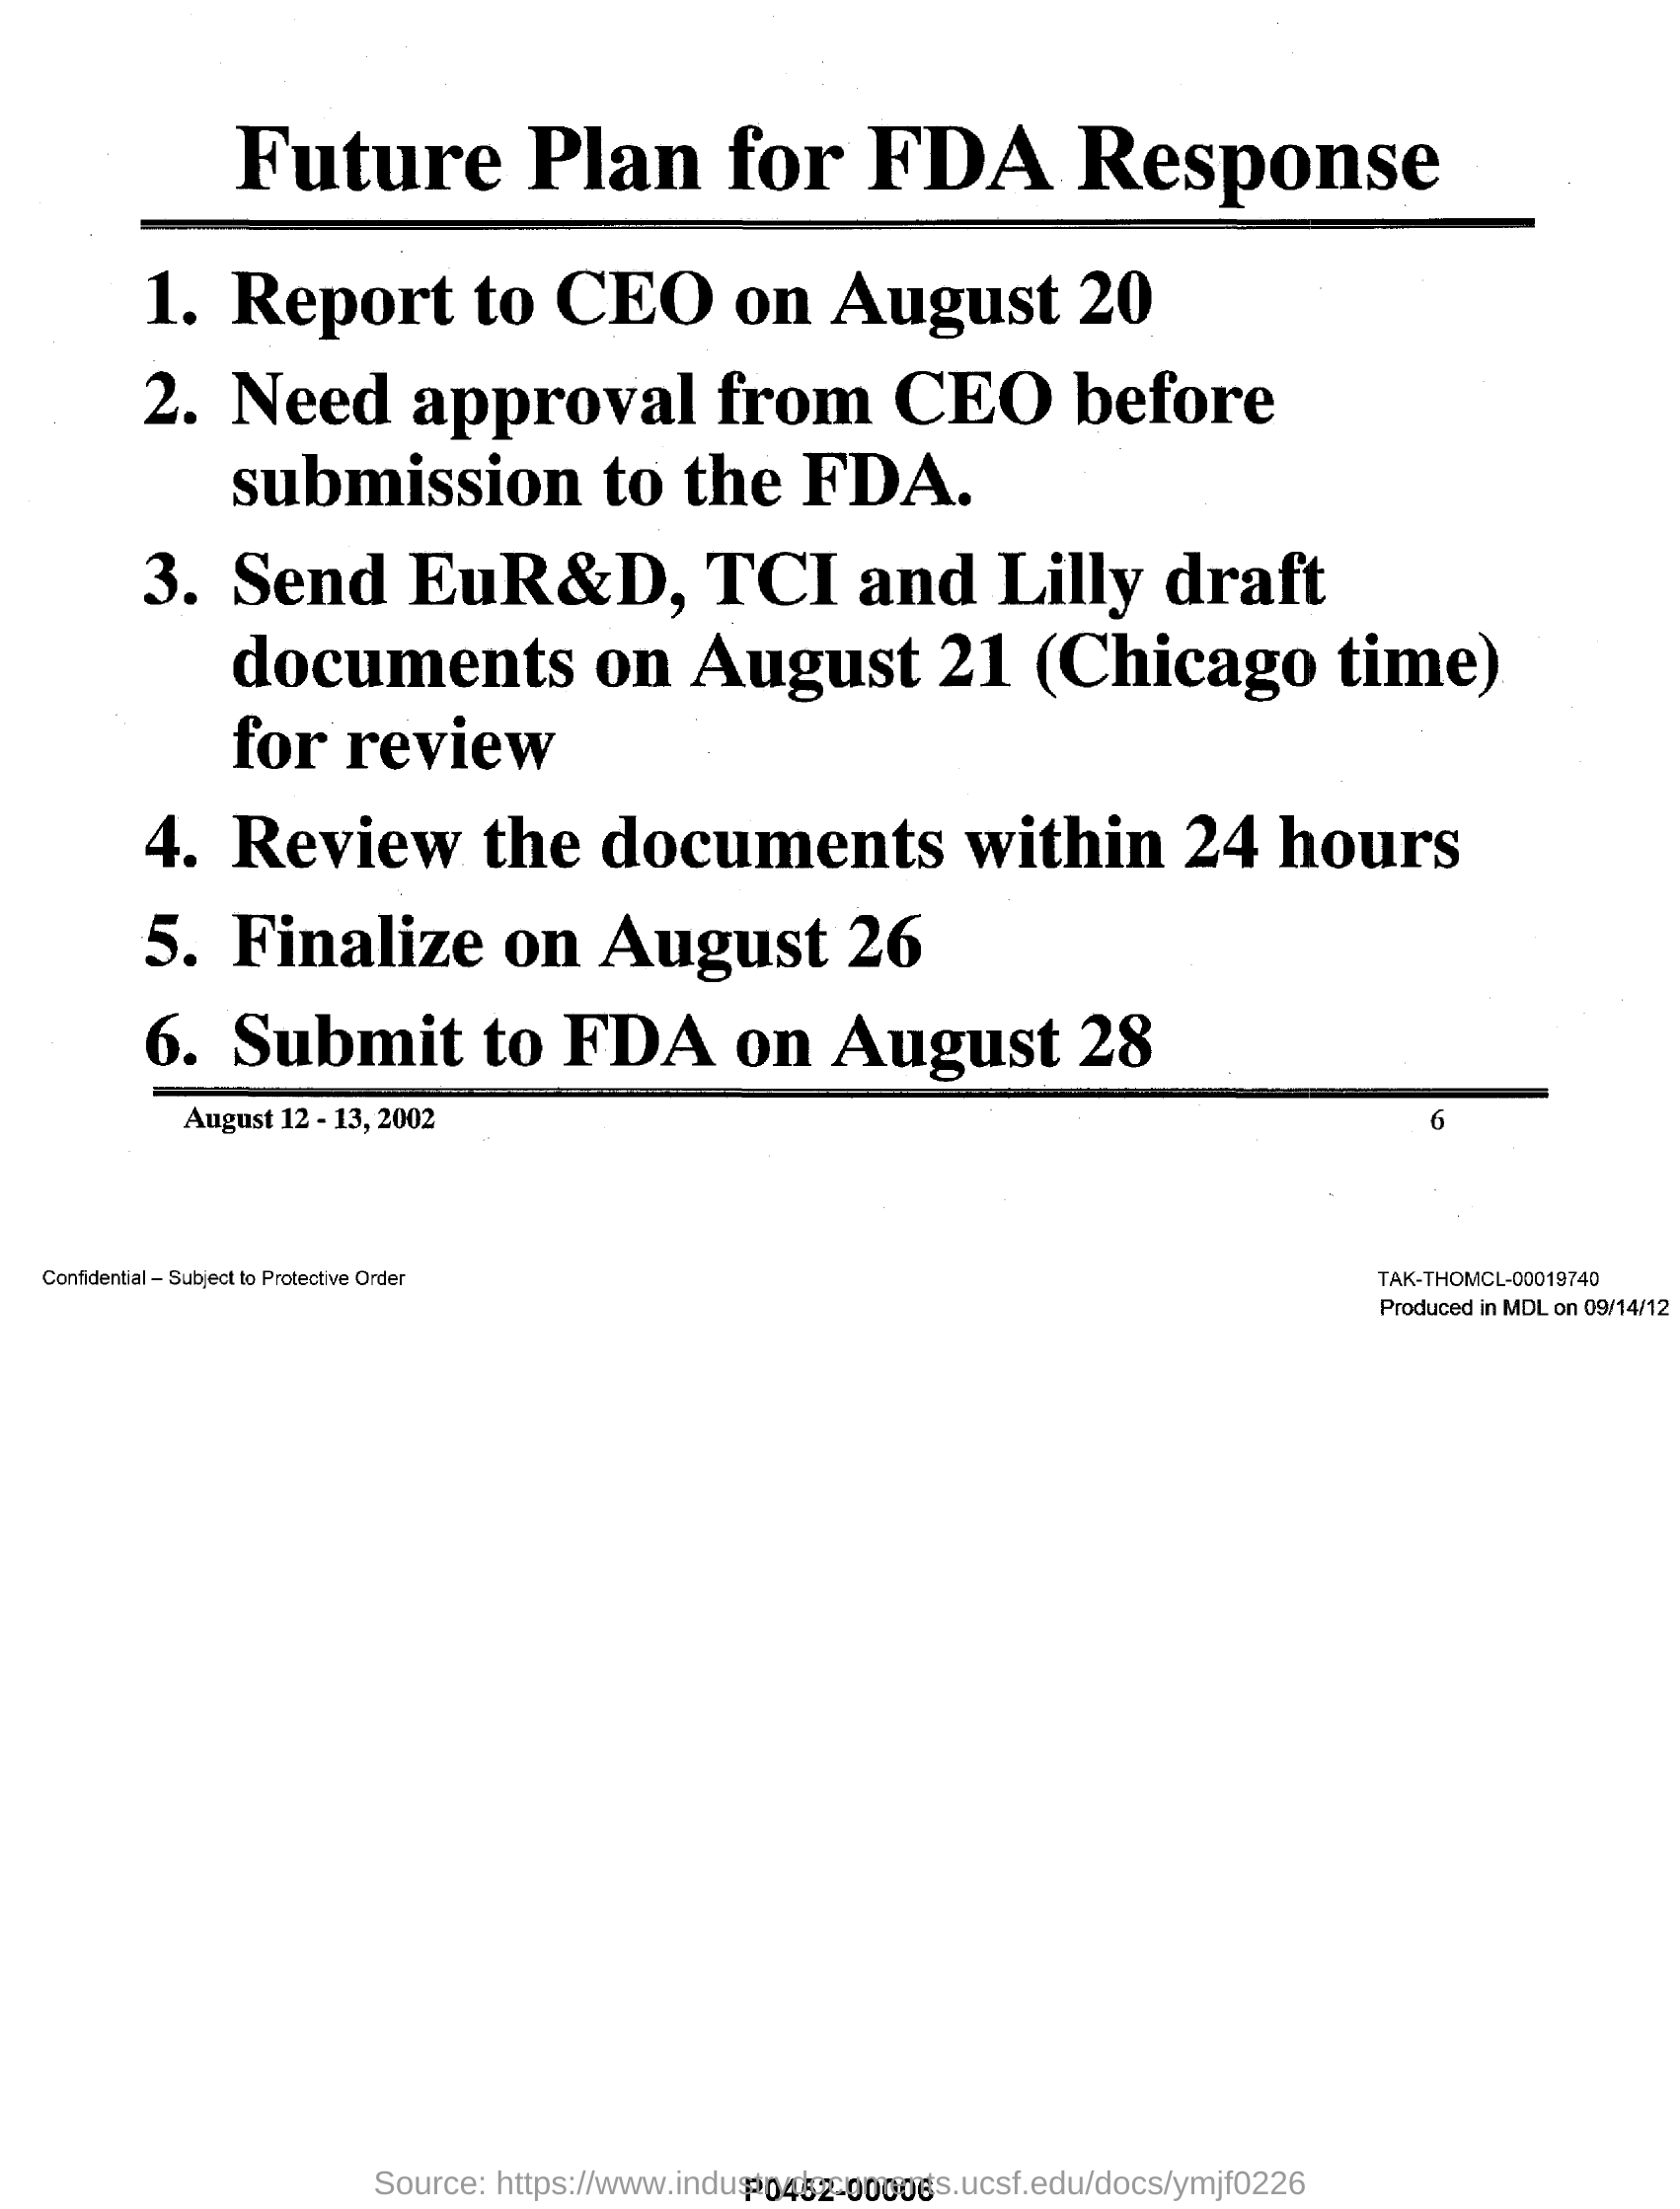 Future Plan for FDA Response
1. Report to CEO on August 20
2. Need approval from CEO before
submission to the FDA.
3. Send EuR&D, TCI and Lilly draft
documents on August 21 (Chicago time)
for review
4. Review the documents within 24 hours
5. Finalize on August 26
6. Submit to FDA on August 28
August 12 - 13, 2002 6
Confidential – Subject to Protective Order
TAK-THOMCL-00019740
Produced in MDL on 09/14/12
Source: https://www.industrydocuments.ucsf.edu/docs/ymjf0226
P0452-00006